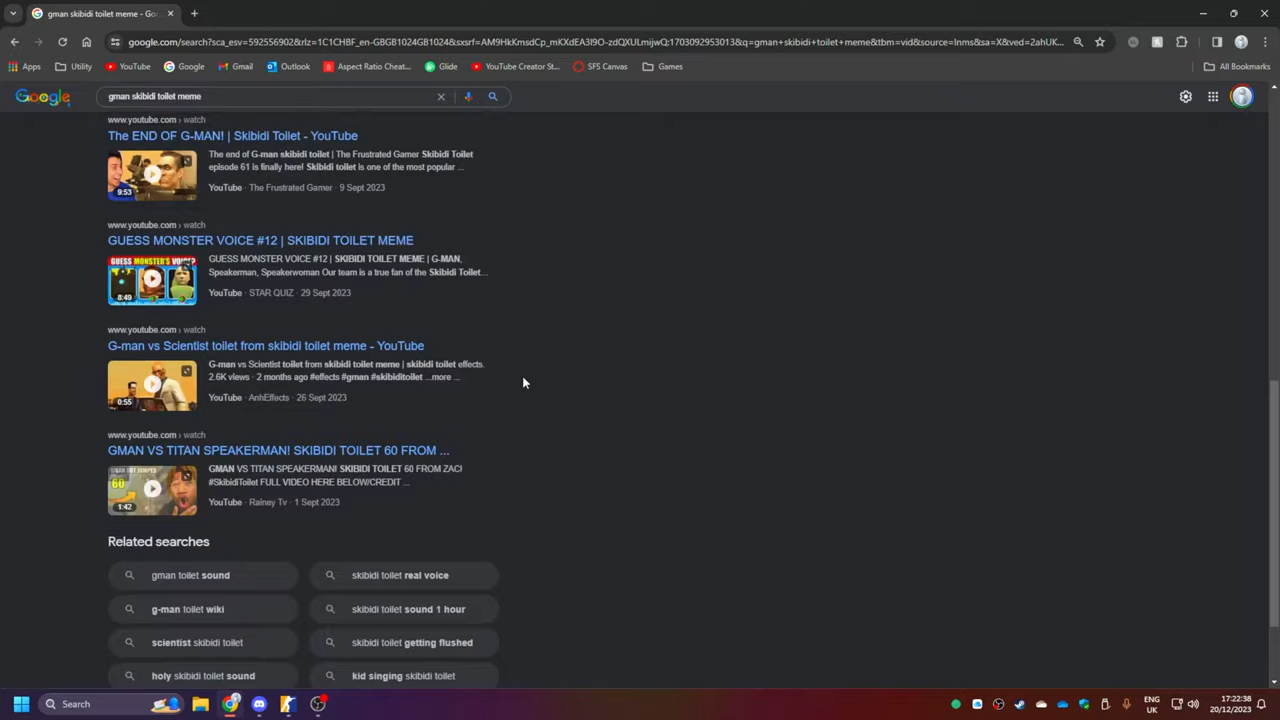 gman skibidi toilet meme - Goo
google.com/search?sca_esv=592556902&rlz=1C1CHBF_en-GBGB1024GB1024&sxsrf=AM9HkKmsdCp_mKXdEA3I9O-zdQXULmijwQ:1703092953013&q=gman+skibidi+toilet+meme&tbm=vid&source=lnms&sa=X&ved=2ahUK...
Apps Utility YouTube Google Gmail Outlook Aspect Ratio Cheat... Glide YouTube Creator St... SFS Canvas Games All Bookmarks
Google gman skibidi toilet meme
www.youtube.com › watch
The END OF G-MAN! | Skibidi Toilet - YouTube
The end of G-man skibidi toilet | The Frustrated Gamer Skibidi Toilet
episode 61 is finally here! Skibidi toilet is one of the most popular ...
9:53
YouTube · The Frustrated Gamer · 9 Sept 2023
www.youtube.com › watch
GUESS MONSTER VOICE #12 | SKIBIDI TOILET MEME
GUESS MONSTER'S VOICE
GUESS MONSTER VOICE #12 | SKIBIDI TOILET MEME | G-MAN,
Speakerman, Speakerwoman Our team is a true fan of the Skibidi Toilet...
8:49
YouTube · STAR QUIZ · 29 Sept 2023
www.youtube.com › watch
G-man vs Scientist toilet from skibidi toilet meme - YouTube
G-man vs Scientist toilet from skibidi toilet meme | skibidi toilet effects.
2.6K views · 2 months ago #effects #gman #skibiditoilet ...more ...
0:55
YouTube · AnhEffects · 26 Sept 2023
www.youtube.com › watch
GMAN VS TITAN SPEAKERMAN! SKIBIDI TOILET 60 FROM ...
GMAN VS TITAN SPEAKERMAN! SKIBIDI TOILET 60 FROM ZAC!
#SkibidiToilet FULL VIDEO HERE BELOW/CREDIT ...
60
1:42
YouTube · Rainey Tv · 1 Sept 2023
Related searches
gman toilet sound
skibidi toilet real voice
g-man toilet wiki
skibidi toilet sound 1 hour
scientist skibidi toilet
skibidi toilet getting flushed
holy skibidi toilet sound
kid singing skibidi toilet
Search
ENG
UK
17:22:38
20/12/2023